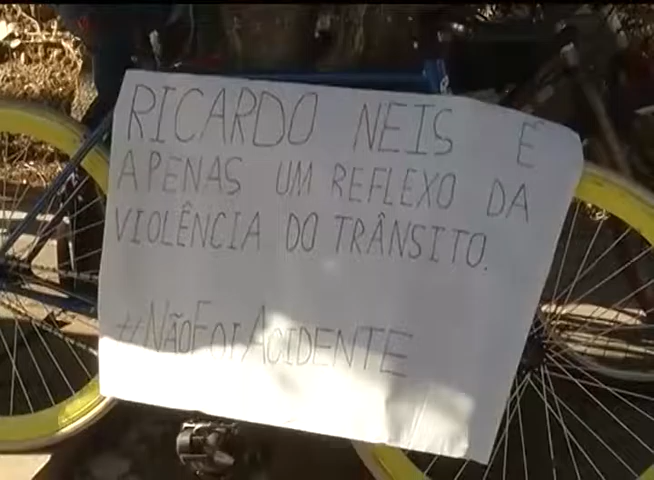 RICARDO NEIS É
APENAS UM REFLEXO DA
VIOLÊNCIA DO TRÂNSITO.
#NãoFoiACIDENTE